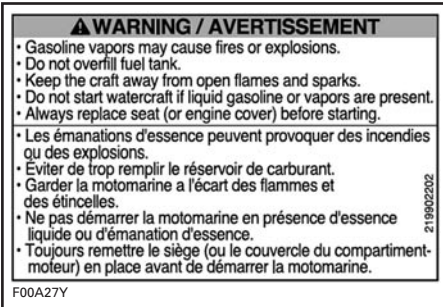 ⚠WARNING / AVERTISSEMENT
· Gasoline vapors may cause fires or explosions.
· Do not overfill fuel tank.
· Keep the craft away from open flames and sparks.
· Do not start watercraft if liquid gasoline or vapors are present.
· Always replace seat (or engine cover) before starting.
· Les émanations d'essence peuvent provoquer des incendies
ou des explosions.
· Éviter de trop remplir le réservoir de carburant.
· Garder la motomarine a l'écart des flammes et
des étincelles.
· Ne pas démarrer la motomarine en présence d'essence
liquide ou d'émanation d'essence.
· Toujours remettre le siège (ou le couvercle du compartiment-
moteur) en place avant de démarrer la motomarine.
219902202
F00A27Y